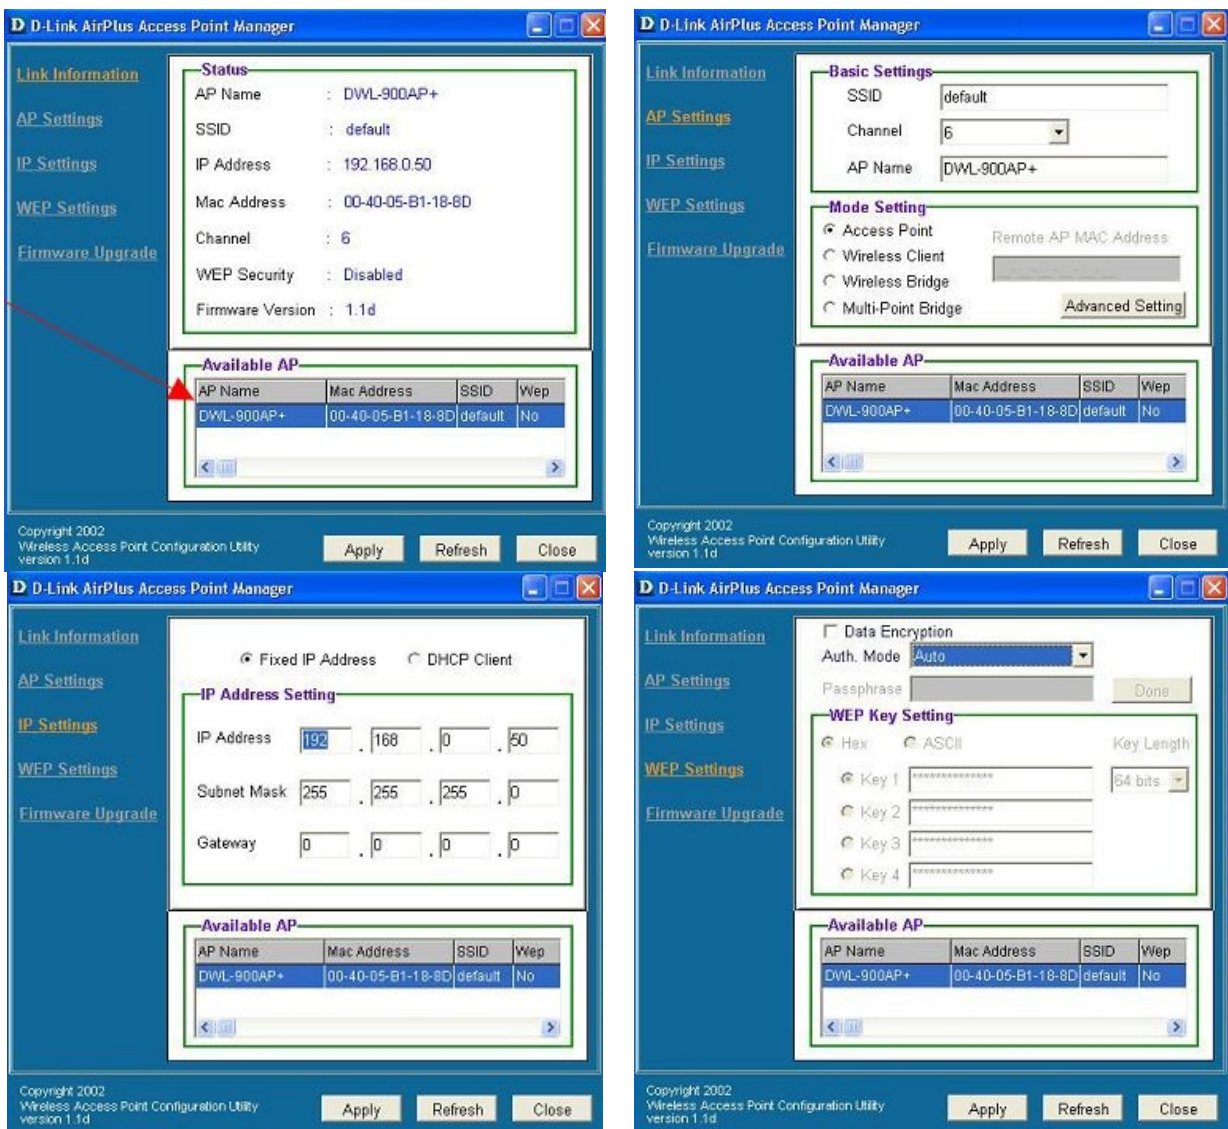 D-Link AirPlus Access Point Manager
Link Information
AP Settings
IP Settings
WEP Settings
Firmware Upgrade
Status
AP Name : DWL-900AP+
SSID : default
IP Address : 192.168.0.50
Mac Address : 00-40-05-B1-18-8D
Channel : 6
WEP Security : Disabled
Firmware Version : 1.1d
Available AP
AP Name Mac Address SSID Wep
DWL-900AP+ 00-40-05-B1-18-8D default No
Copyright 2002
Wireless Access Point Configuration Utility
version 1.1d
Apply Refresh Close
D-Link AirPlus Access Point Manager
Link Information
AP Settings
IP Settings
WEP Settings
Firmware Upgrade
Basic Settings
SSID default
Channel 6
AP Name DWL-900AP+
Mode Setting
Access Point
Wireless Client
Wireless Bridge
Multi-Point Bridge
Remote AP MAC Address
Advanced Setting
Available AP
AP Name Mac Address SSID Wep
DWL-900AP+ 00-40-05-B1-18-8D default No
Copyright 2002
Wireless Access Point Configuration Utility
version 1.1d
Apply Refresh Close
D-Link AirPlus Access Point Manager
Link Information
AP Settings
IP Settings
WEP Settings
Firmware Upgrade
Fixed IP Address DHCP Client
IP Address Setting
IP Address 192 . 168 . 0 . 50
Subnet Mask 255 . 255 . 255 . 0
Gateway 0 . 0 . 0 . 0
Available AP
AP Name Mac Address SSID Wep
DWL-900AP+ 00-40-05-B1-18-8D default No
Copyright 2002
Wireless Access Point Configuration Utility
version 1.1d
Apply Refresh Close
D-Link AirPlus Access Point Manager
Link Information
AP Settings
IP Settings
WEP Settings
Firmware Upgrade
Data Encryption
Auth. Mode Auto
Passphrase Done
WEP Key Setting
Hex ASCII Key Length
Key 1 ************** 64 bits
Key 2 **************
Key 3 **************
Key 4 **************
Available AP
AP Name Mac Address SSID Wep
DWL-900AP+ 00-40-05-B1-18-8D default No
Copyright 2002
Wireless Access Point Configuration Utility
version 1.1d
Apply Refresh Close